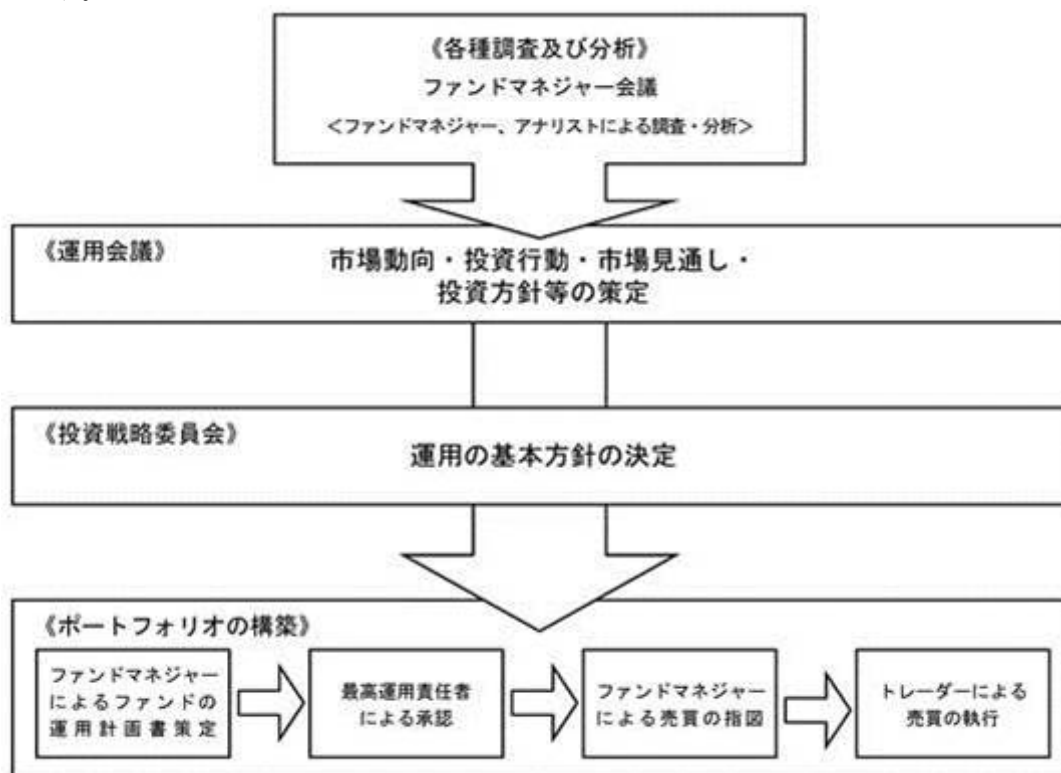 《各種調査及び分析》
ファンドマネジャー会議
＜ファンドマネジャー、アナリストによる調査・分析＞
《運用会議》
市場動向・投資行動・市場見通し・
投資方針等の策定
《投資戦略委員会》
運用の基本方針の決定
《ポートフォリオの構築》
ファンドマネジャー
によるファンドの
運用計画書策定
最高運用責任者
による承認
ファンドマネジャー
による売買の指図
トレーダーによる
売買の執行